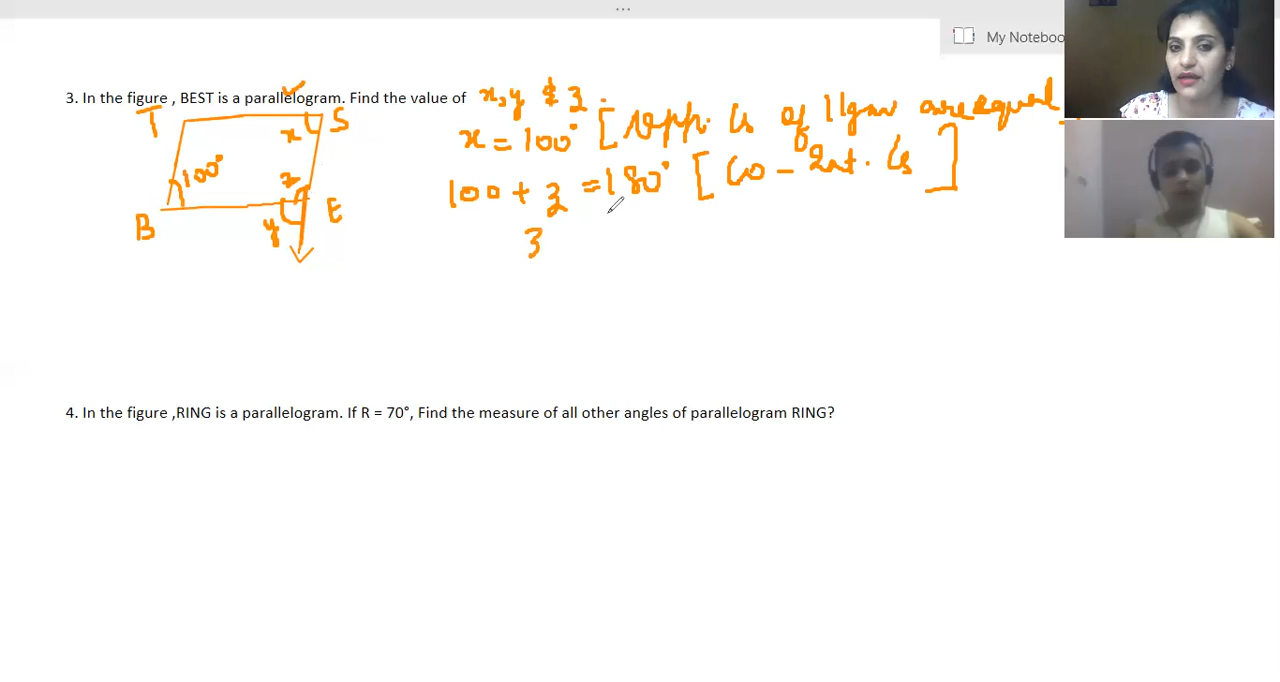 ...
My Notebo
3. In the figure , BEST is a parallelogram. Find the value of x, y & z.
T x S
x = 100° [opp. ∠s of ||gm are equal
100°
z
100 + z = 180° [co-int. ∠s]
B y E
z
4. In the figure ,RING is a parallelogram. If R = 70°, Find the measure of all other angles of parallelogram RING?